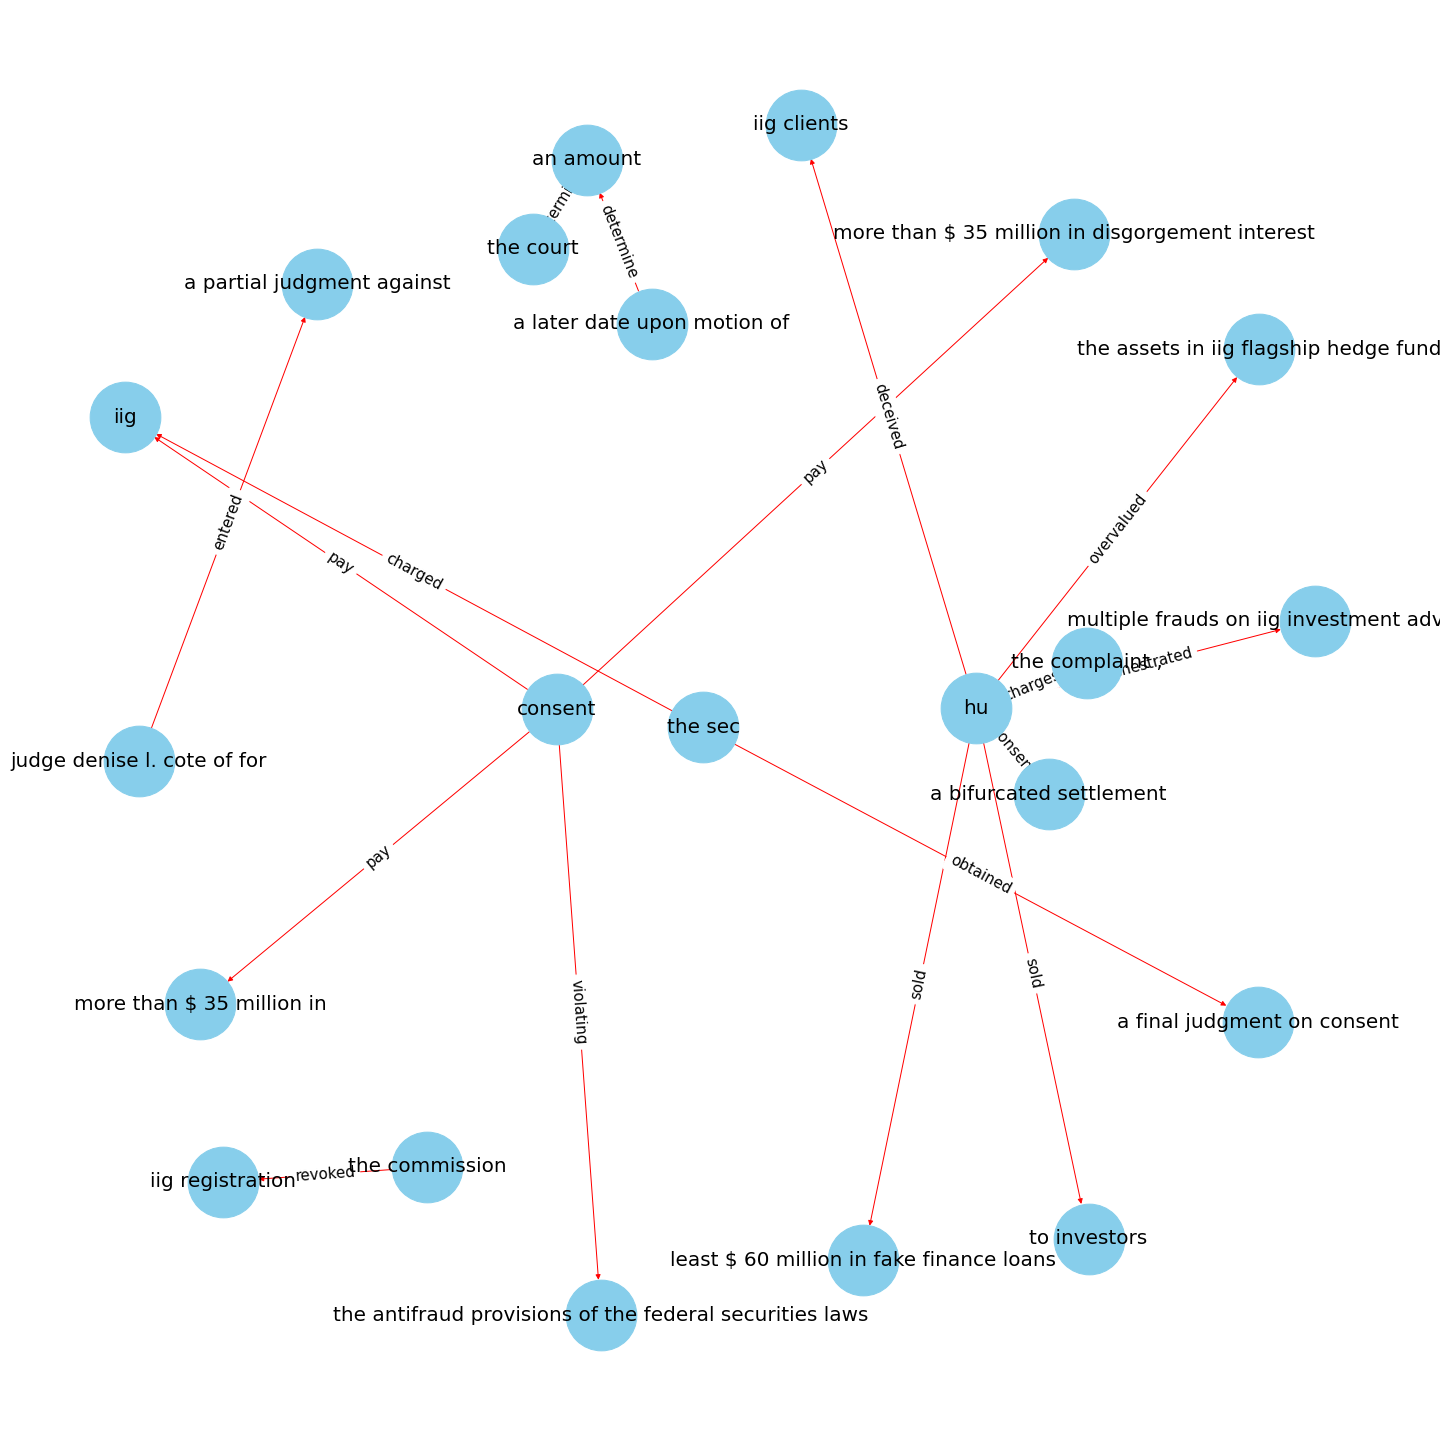 iig clients
an amount
ermi
determine
the court
more than $ 35 million in disgorgement interest
a partial judgment against
a later date upon motion of
the assets in iig flagship hedge fund
iig
deceived
pay
entered
overvalued
pay
charged
multiple frauds on iig investment adv
the complaint ,
nestrated
charges
consent
hu
the sec
onser
judge denise l. cote of for
a bifurcated settlement
pay
obtained
sold
sold
violating
more than $ 35 million in
a final judgment on consent
the commission
revoked
iig registration
to investors
least $ 60 million in fake finance loans
the antifraud provisions of the federal securities laws